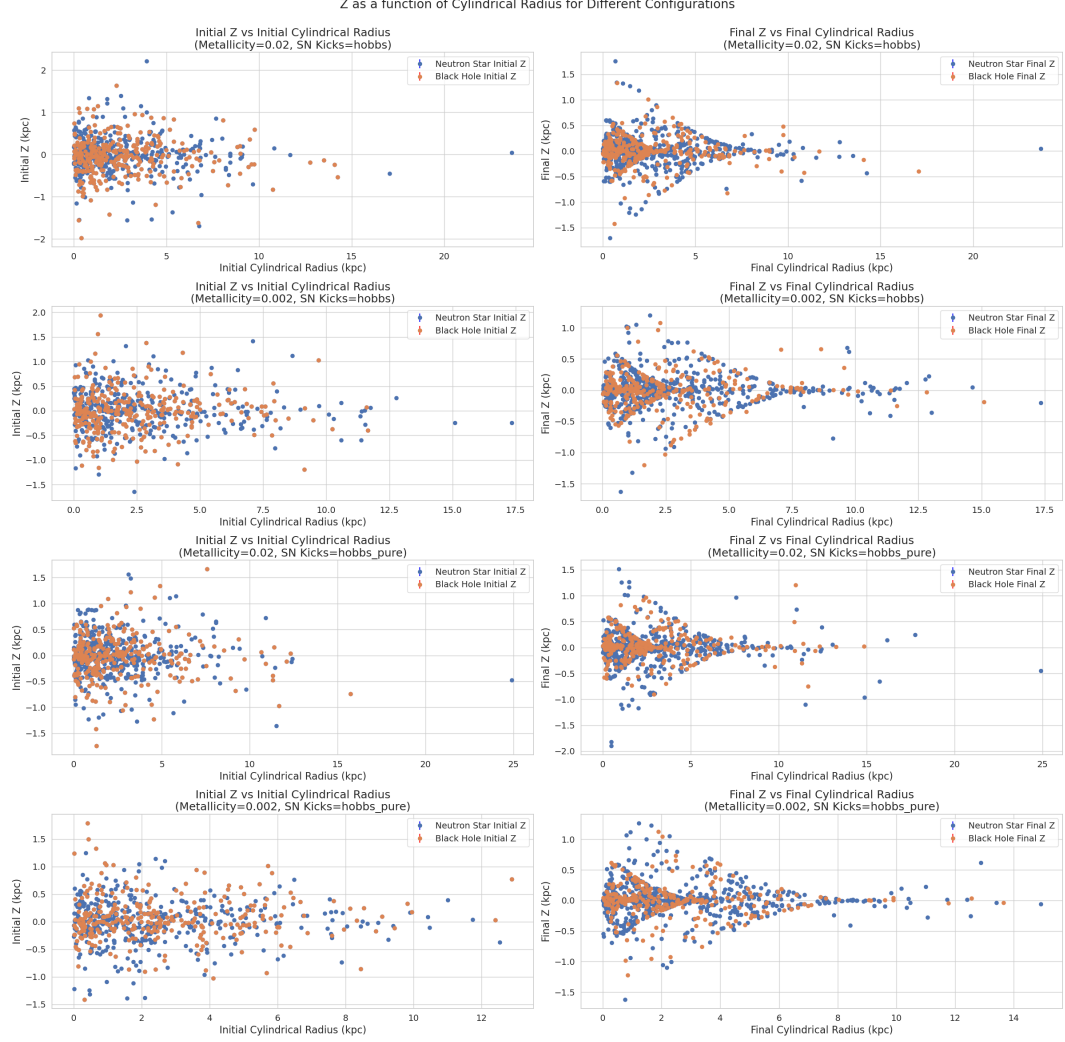 Z as a function of Cylindrical Radius for Different Configurations
Initial Z vs Initial Cylindrical Radius
(Metallicity=0.02, SN Kicks=hobbs)
Neutron Star Initial Z
Black Hole Initial Z
2
1
0
−1
−2
Initial Z (kpc)
0 5 10 15 20
Initial Cylindrical Radius (kpc)
Final Z vs Final Cylindrical Radius
(Metallicity=0.02, SN Kicks=hobbs)
Neutron Star Final Z
Black Hole Final Z
1.5
1.0
0.5
0.0
−0.5
−1.0
−1.5
Final Z (kpc)
0 5 10 15 20
Final Cylindrical Radius (kpc)
Initial Z vs Initial Cylindrical Radius
(Metallicity=0.002, SN Kicks=hobbs)
Neutron Star Initial Z
Black Hole Initial Z
2.0
1.5
1.0
0.5
0.0
−0.5
−1.0
−1.5
Initial Z (kpc)
0.0 2.5 5.0 7.5 10.0 12.5 15.0 17.5
Initial Cylindrical Radius (kpc)
Final Z vs Final Cylindrical Radius
(Metallicity=0.002, SN Kicks=hobbs)
Neutron Star Final Z
Black Hole Final Z
1.0
0.5
0.0
−0.5
−1.0
−1.5
Final Z (kpc)
0.0 2.5 5.0 7.5 10.0 12.5 15.0 17.5
Final Cylindrical Radius (kpc)
Initial Z vs Initial Cylindrical Radius
(Metallicity=0.02, SN Kicks=hobbs_pure)
Neutron Star Initial Z
Black Hole Initial Z
1.5
1.0
0.5
0.0
−0.5
−1.0
−1.5
Initial Z (kpc)
0 5 10 15 20 25
Initial Cylindrical Radius (kpc)
Final Z vs Final Cylindrical Radius
(Metallicity=0.02, SN Kicks=hobbs_pure)
Neutron Star Final Z
Black Hole Final Z
1.5
1.0
0.5
0.0
−0.5
−1.0
−1.5
−2.0
Final Z (kpc)
0 5 10 15 20 25
Final Cylindrical Radius (kpc)
Initial Z vs Initial Cylindrical Radius
(Metallicity=0.002, SN Kicks=hobbs_pure)
Neutron Star Initial Z
Black Hole Initial Z
1.5
1.0
0.5
0.0
−0.5
−1.0
−1.5
Initial Z (kpc)
0 2 4 6 8 10 12
Initial Cylindrical Radius (kpc)
Final Z vs Final Cylindrical Radius
(Metallicity=0.002, SN Kicks=hobbs_pure)
Neutron Star Final Z
Black Hole Final Z
1.0
0.5
0.0
−0.5
−1.0
−1.5
Final Z (kpc)
0 2 4 6 8 10 12 14
Final Cylindrical Radius (kpc)